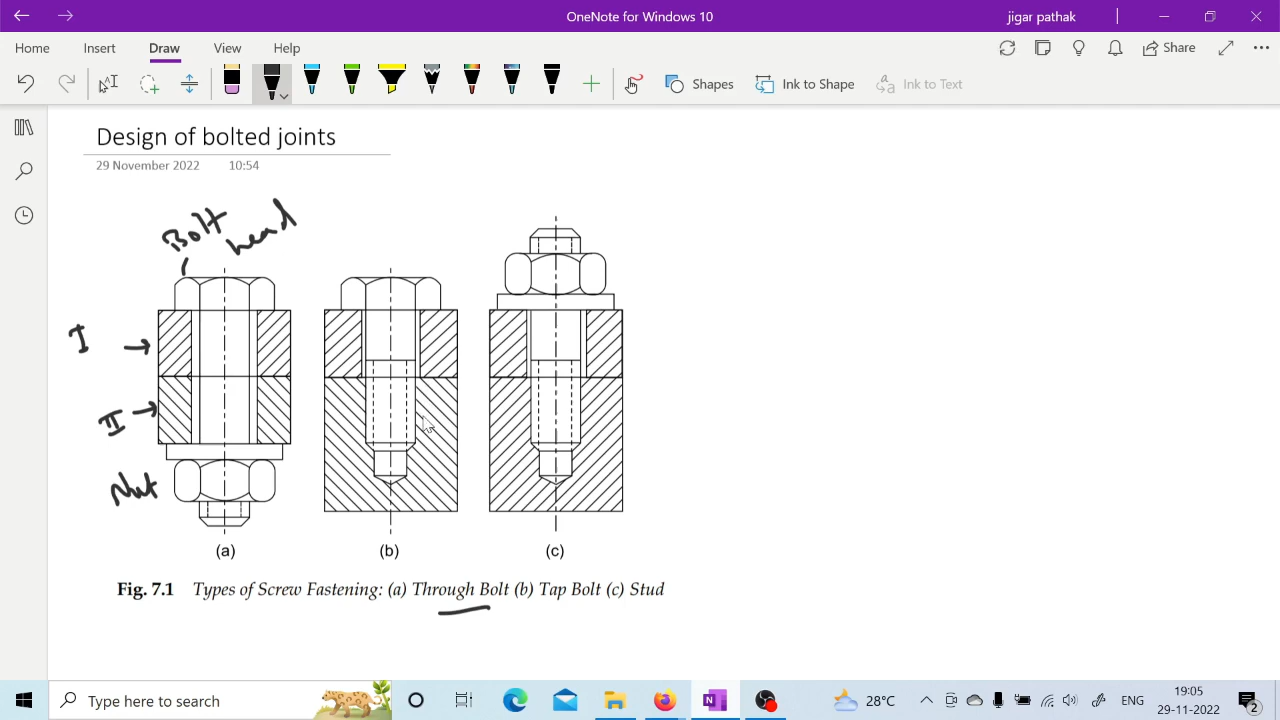 OneNote for Windows 10
jigar pathak
Home Insert Draw View Help
Share
Shapes Ink to Shape Ink to Text
Design of bolted joints
29 November 2022 10:54
Bolt head
I
II
Nut
(a) (b) (c)
Fig. 7.1 Types of Screw Fastening: (a) Through Bolt (b) Tap Bolt (c) Stud
Type here to search
28°C
ENG
19:05
29-11-2022
2